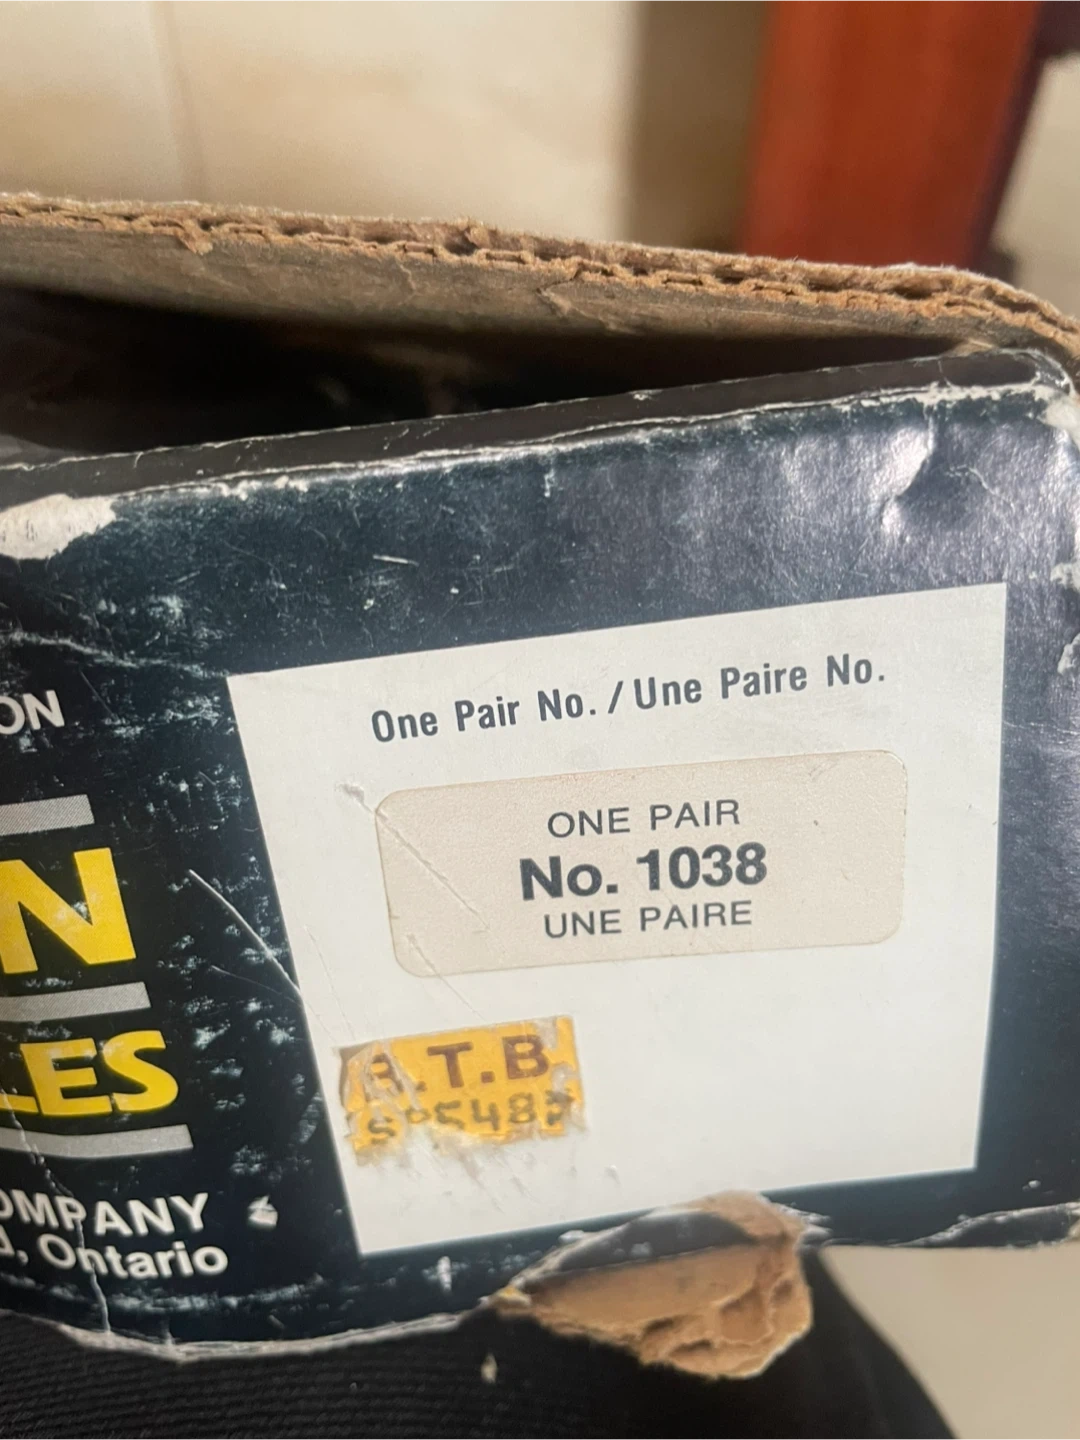 ON
N
LES
OMPANY
d, Ontario
One Pair No. / Une Paire No.
ONE PAIR
No. 1038
UNE PAIRE
.T.B